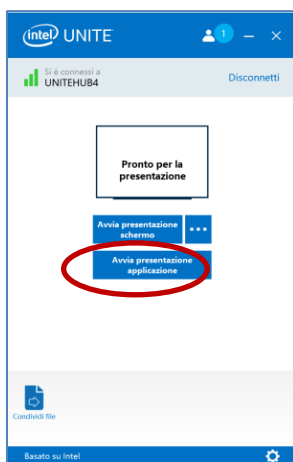 intel UNITE
1
Si è connessi a
UNITEHUB4
Disconnetti
Pronto per la
presentazione
Avvia presentazione
schermo
Avvia presentazione
applicazione
Condividi file
Basato su Intel